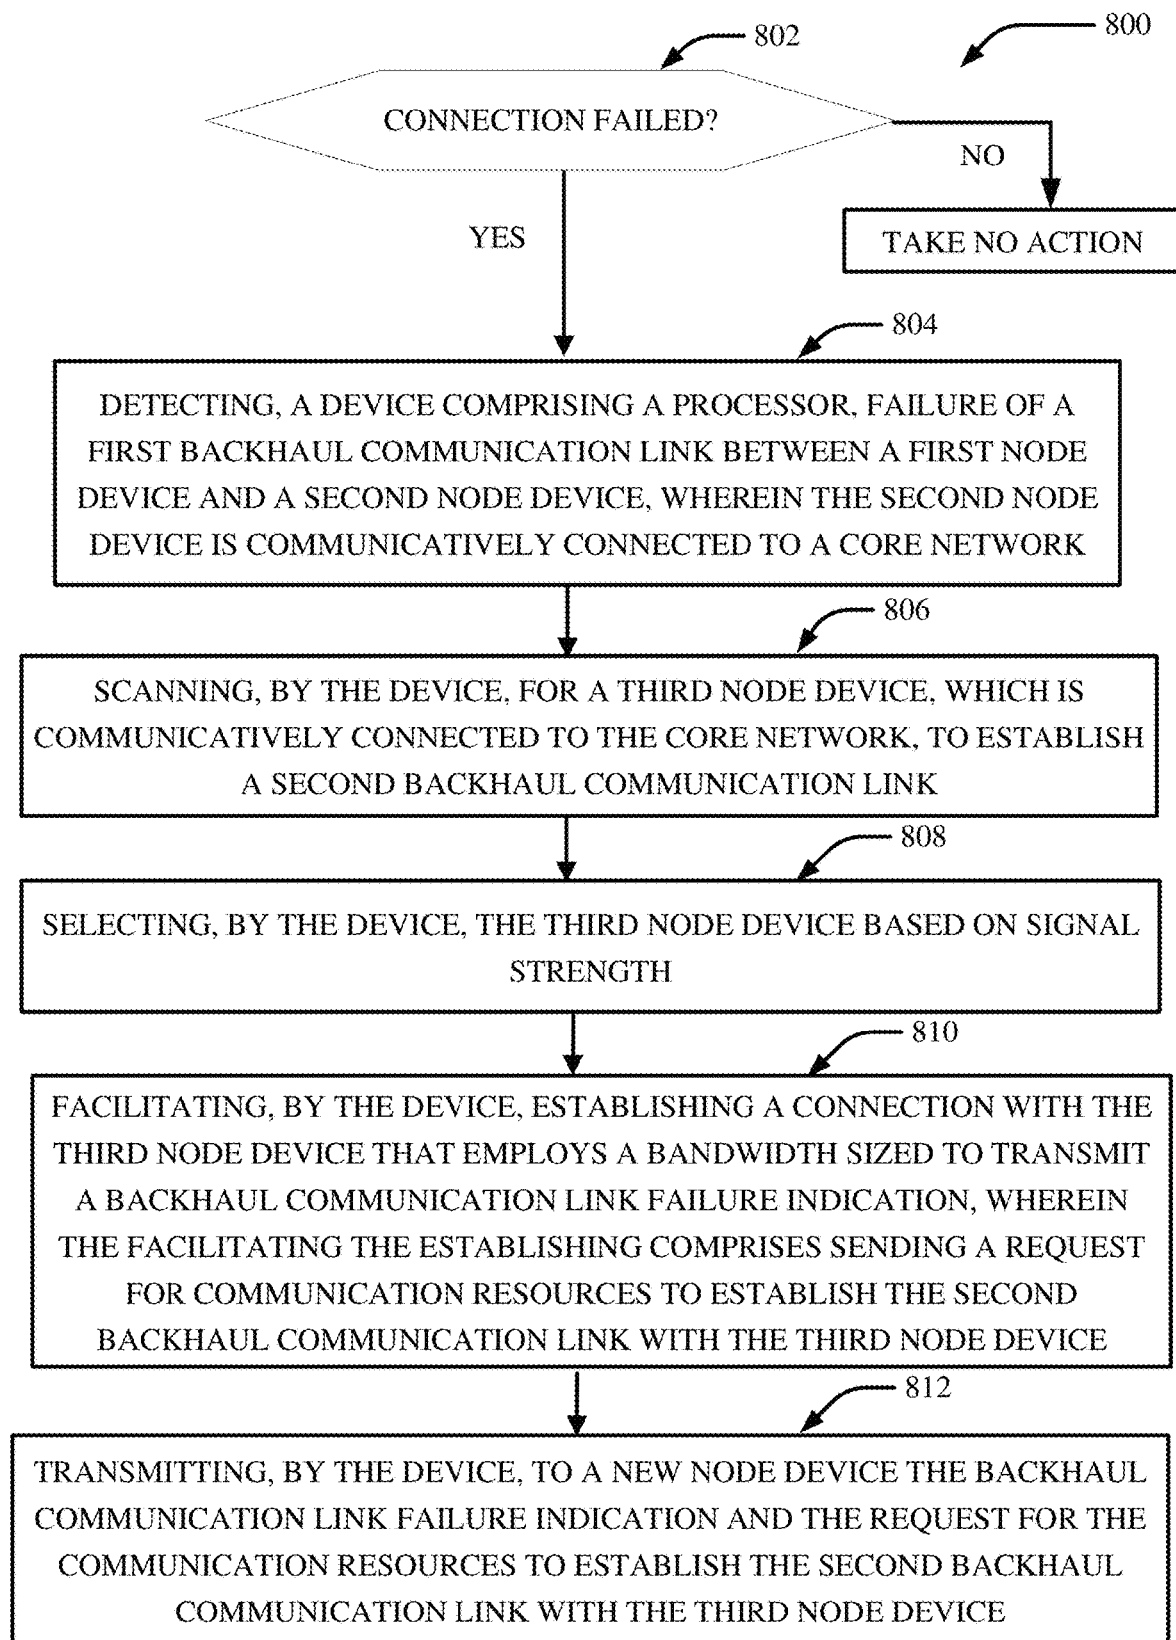 802
800
CONNECTION FAILED?
NO
YES
TAKE NO ACTION
804
DETECTING, A DEVICE COMPRISING A PROCESSOR, FAILURE OF A
FIRST BACKHAUL COMMUNICATION LINK BETWEEN A FIRST NODE
DEVICE AND A SECOND NODE DEVICE, WHEREIN THE SECOND NODE
DEVICE IS COMMUNICATIVELY CONNECTED TO A CORE NETWORK
806
SCANNING, BY THE DEVICE, FOR A THIRD NODE DEVICE, WHICH IS
COMMUNICATIVELY CONNECTED TO THE CORE NETWORK, TO ESTABLISH
A SECOND BACKHAUL COMMUNICATION LINK
808
SELECTING, BY THE DEVICE, THE THIRD NODE DEVICE BASED ON SIGNAL
STRENGTH
810
FACILITATING, BY THE DEVICE, ESTABLISHING A CONNECTION WITH THE
THIRD NODE DEVICE THAT EMPLOYS A BANDWIDTH SIZED TO TRANSMIT
A BACKHAUL COMMUNICATION LINK FAILURE INDICATION, WHEREIN
THE FACILITATING THE ESTABLISHING COMPRISES SENDING A REQUEST
FOR COMMUNICATION RESOURCES TO ESTABLISH THE SECOND
BACKHAUL COMMUNICATION LINK WITH THE THIRD NODE DEVICE
812
TRANSMITTING, BY THE DEVICE, TO A NEW NODE DEVICE THE BACKHAUL
COMMUNICATION LINK FAILURE INDICATION AND THE REQUEST FOR THE
COMMUNICATION RESOURCES TO ESTABLISH THE SECOND BACKHAUL
COMMUNICATION LINK WITH THE THIRD NODE DEVICE